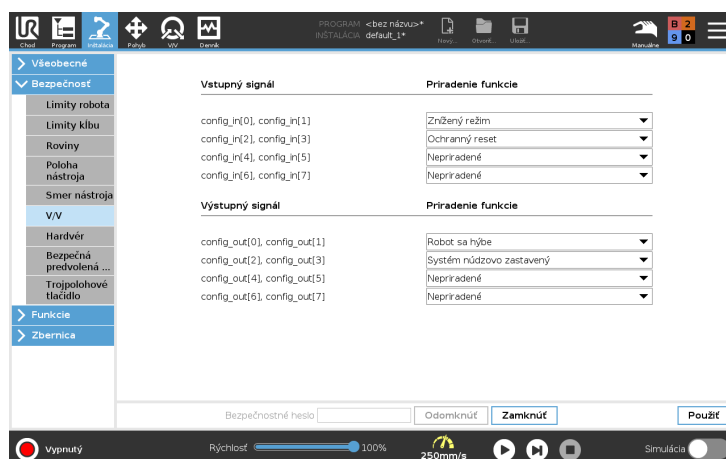 PROGRAM <bez názvu>*
INŠTALÁCIA default_1*
Chod Program Inštalácia Pohyb V/V Denník Nový... Otvoriť... Uložiť... Manuálne
B 2
9 0
Všeobecné
Bezpečnosť
Limity robota
Limity kĺbu
Roviny
Poloha
nástroja
Smer nástroja
V/V
Hardvér
Bezpečná
predvolená ...
Trojpolohové
tlačidlo
Funkcie
Zbernica
Vstupný signál Priradenie funkcie
config_in[0], config_in[1] Znížený režim
config_in[2], config_in[3] Ochranný reset
config_in[4], config_in[5] Nepriradené
config_in[6], config_in[7] Nepriradené
Výstupný signál Priradenie funkcie
config_out[0], config_out[1] Robot sa hýbe
config_out[2], config_out[3] Systém núdzovo zastavený
config_out[4], config_out[5] Nepriradené
config_out[6], config_out[7] Nepriradené
Bezpečnostné heslo Odomknúť Zamknúť Použiť
Vypnutý Rýchlosť 100% 250mm/s Simulácia